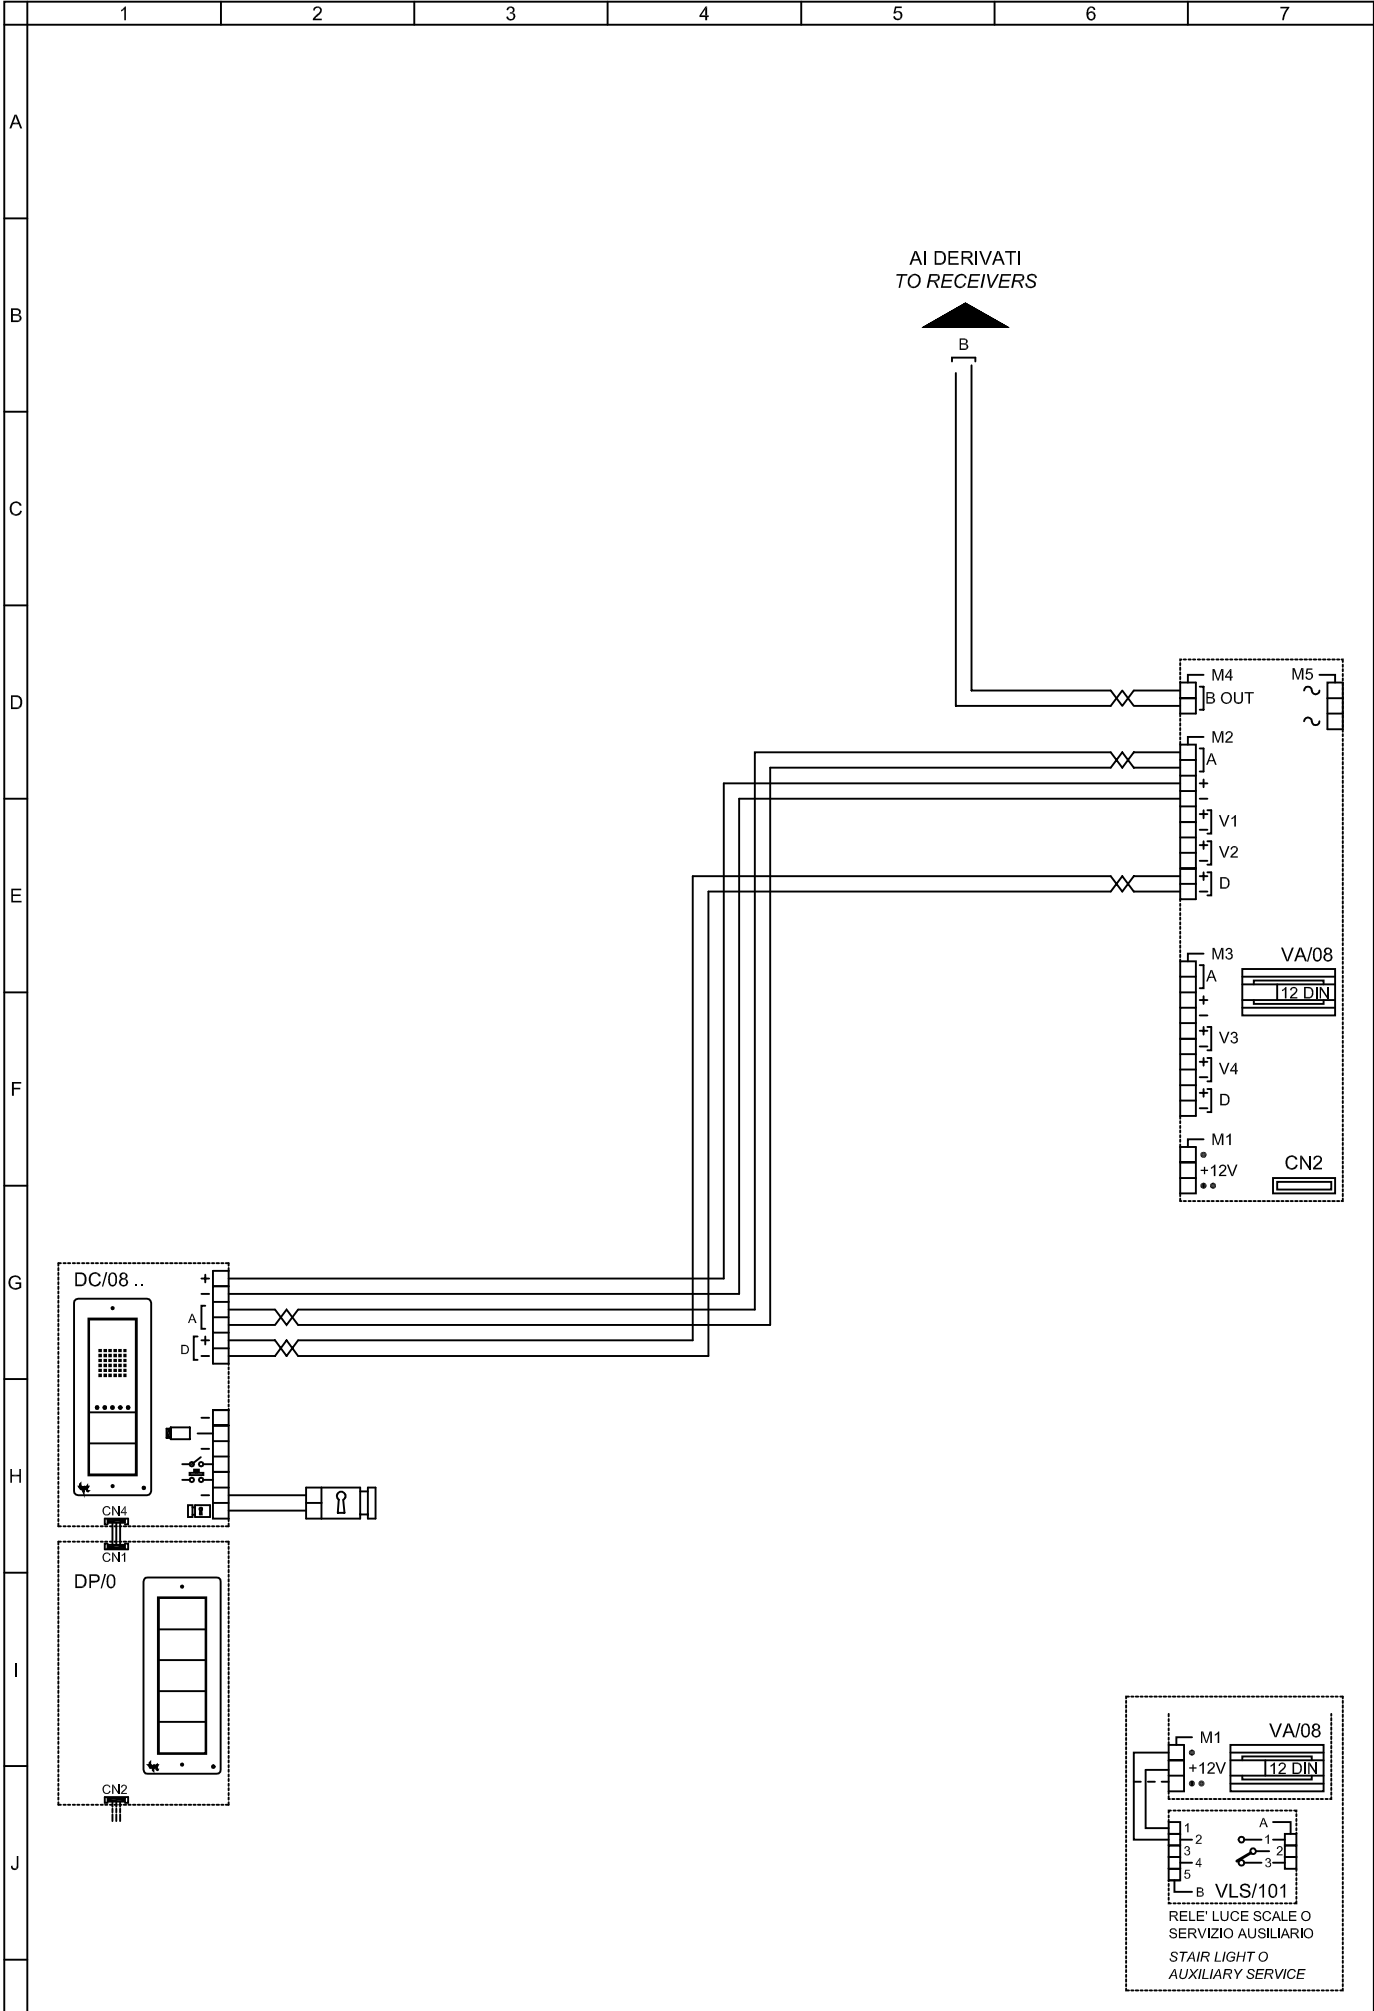 1 2 3 4 5 6 7
A
AI DERIVATI
TO RECEIVERS
B
B
C
D
M4
M5
B OUT
~
~
M2
A
+
−
+
− V1
+
− V2
E
+
− D
M3
VA/08
A
12 DIN
+
−
+
− V3
+
− V4
F
+
− D
M1
+12V
CN2
G
DC/08 ..
+
−
A
+
D
−
−
−
H
−
CN4
CN1
DP/0
I
M1
VA/08
+12V
12 DIN
CN2
J
1
A
2
1
3
2
4
3
5
B
VLS/101
RELE' LUCE SCALE O
SERVIZIO AUSILIARIO
STAIR LIGHT O
AUXILIARY SERVICE